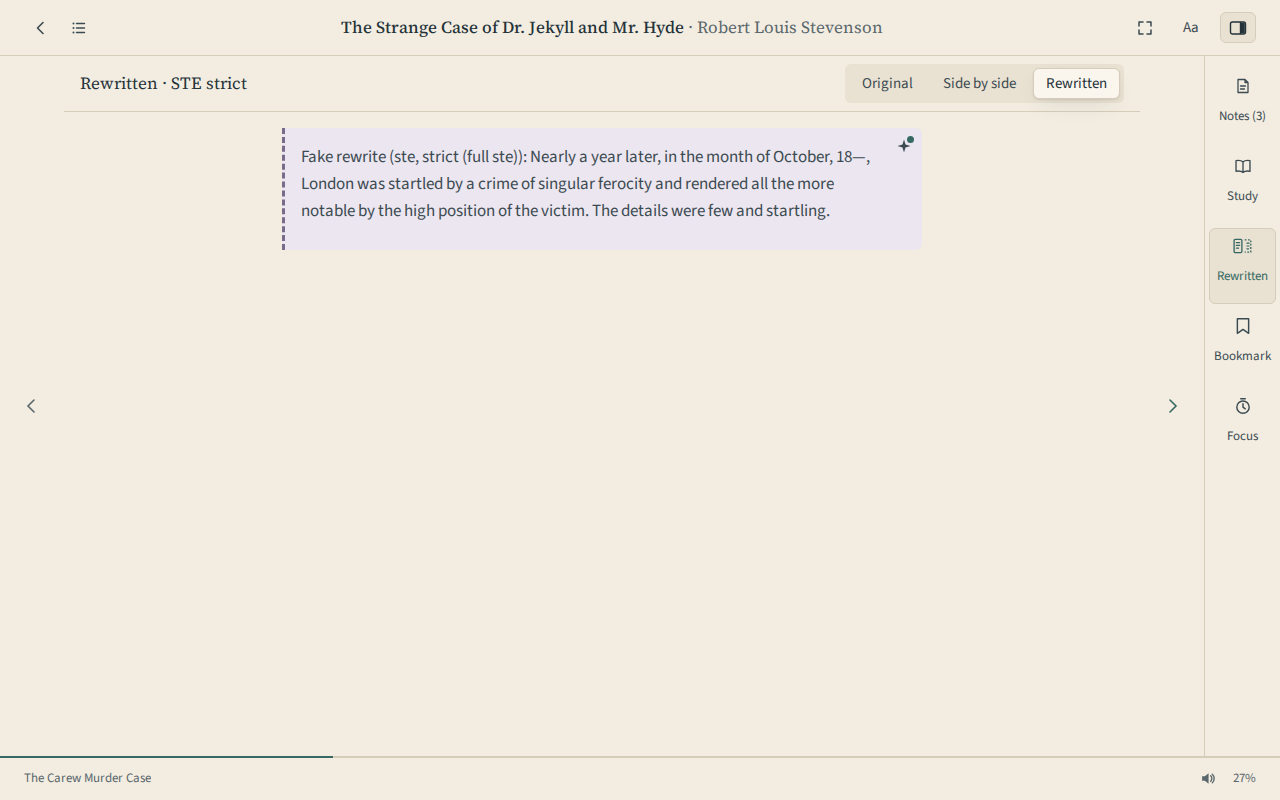 The Strange Case of Dr. Jekyll and Mr. Hyde · Robert Louis Stevenson
Aa
Rewritten · STE strict
Original
Side by side
Rewritten
Notes (3)
Study
Rewritten
Bookmark
Focus
Fake rewrite (ste, strict (full ste)): Nearly a year later, in the month of October, 18—,
London was startled by a crime of singular ferocity and rendered all the more
notable by the high position of the victim. The details were few and startling.
The Carew Murder Case
27%